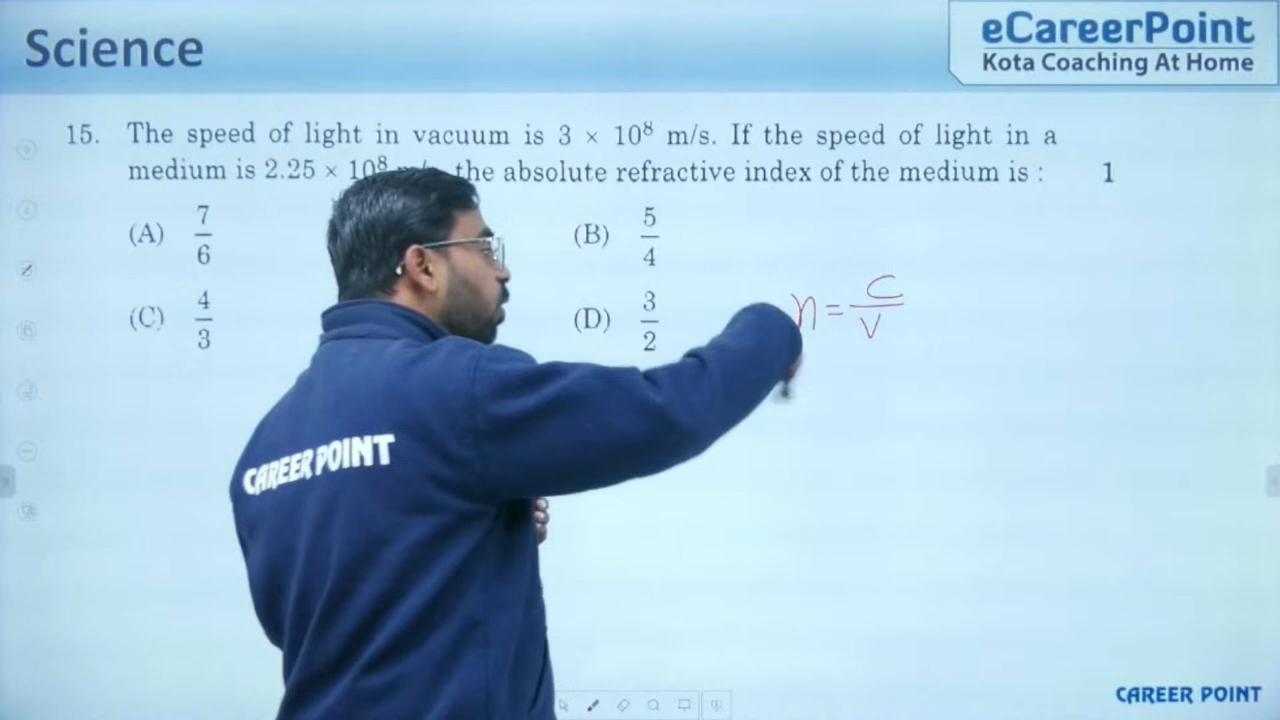 Science
eCareerPoint
Kota Coaching At Home
15. The speed of light in vacuum is 3 × 10⁸ m/s. If the speed of light in a
medium is 2.25 × 10⁸ the absolute refractive index of the medium is : 1
(A) 7/6 (B) 5/4
(C) 4/3 (D) 3/2
n = c/v
CAREER POINT
CAREER POINT